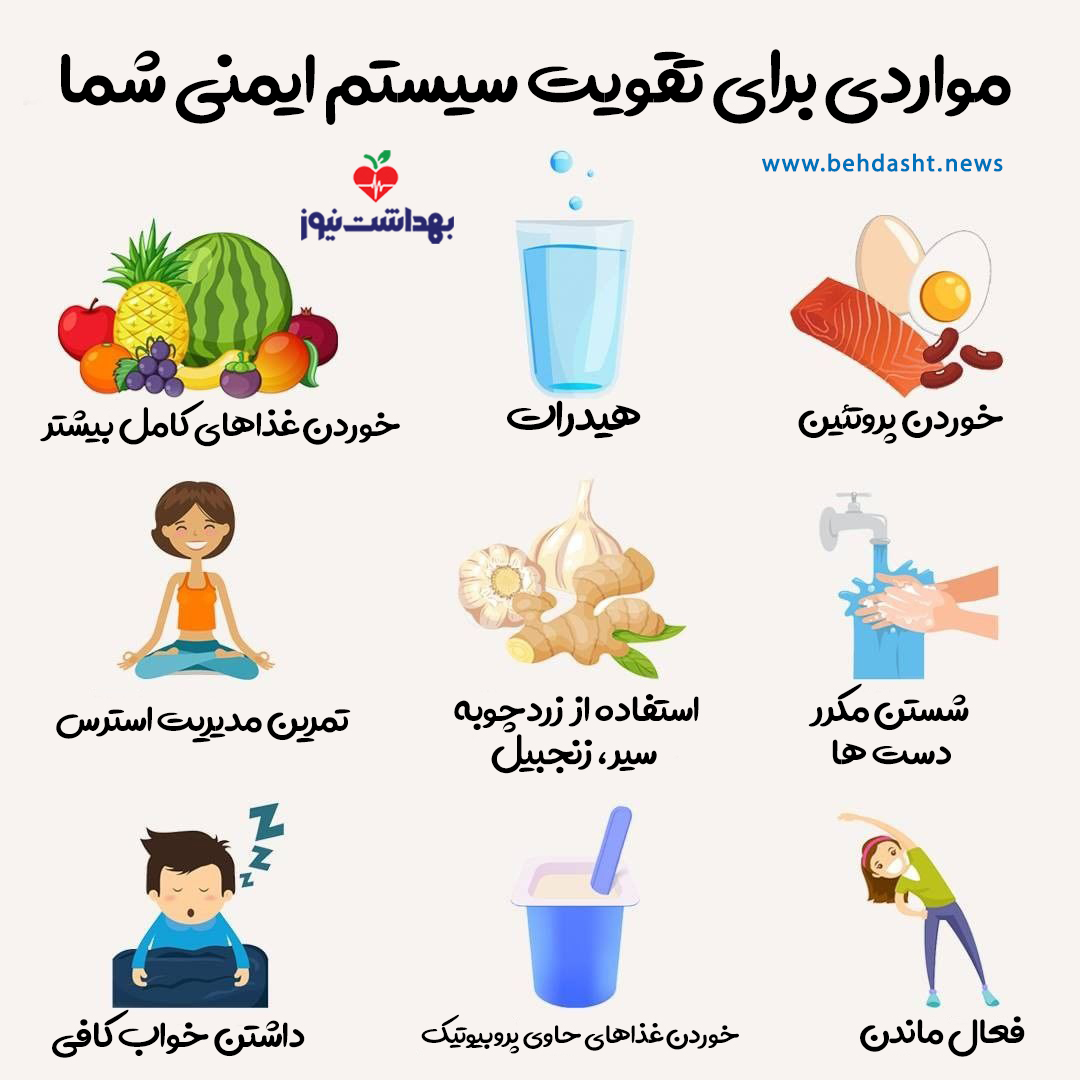 مواردی برای تقویت سیستم ایمنی شما
www.behdasht.news
بهداشت نیوز
خوردن پروتئین
هیدرات
خوردن غذاهای کامل بیشتر
شستن مکرر
دست ها
استفاده از زردچوبه
سیر، زنجبیل
تمرین مدیریت استرس
فعال ماندن
خوردن غذاهای حاوی پروبیوتیک
داشتن خواب کافی
z
z
z